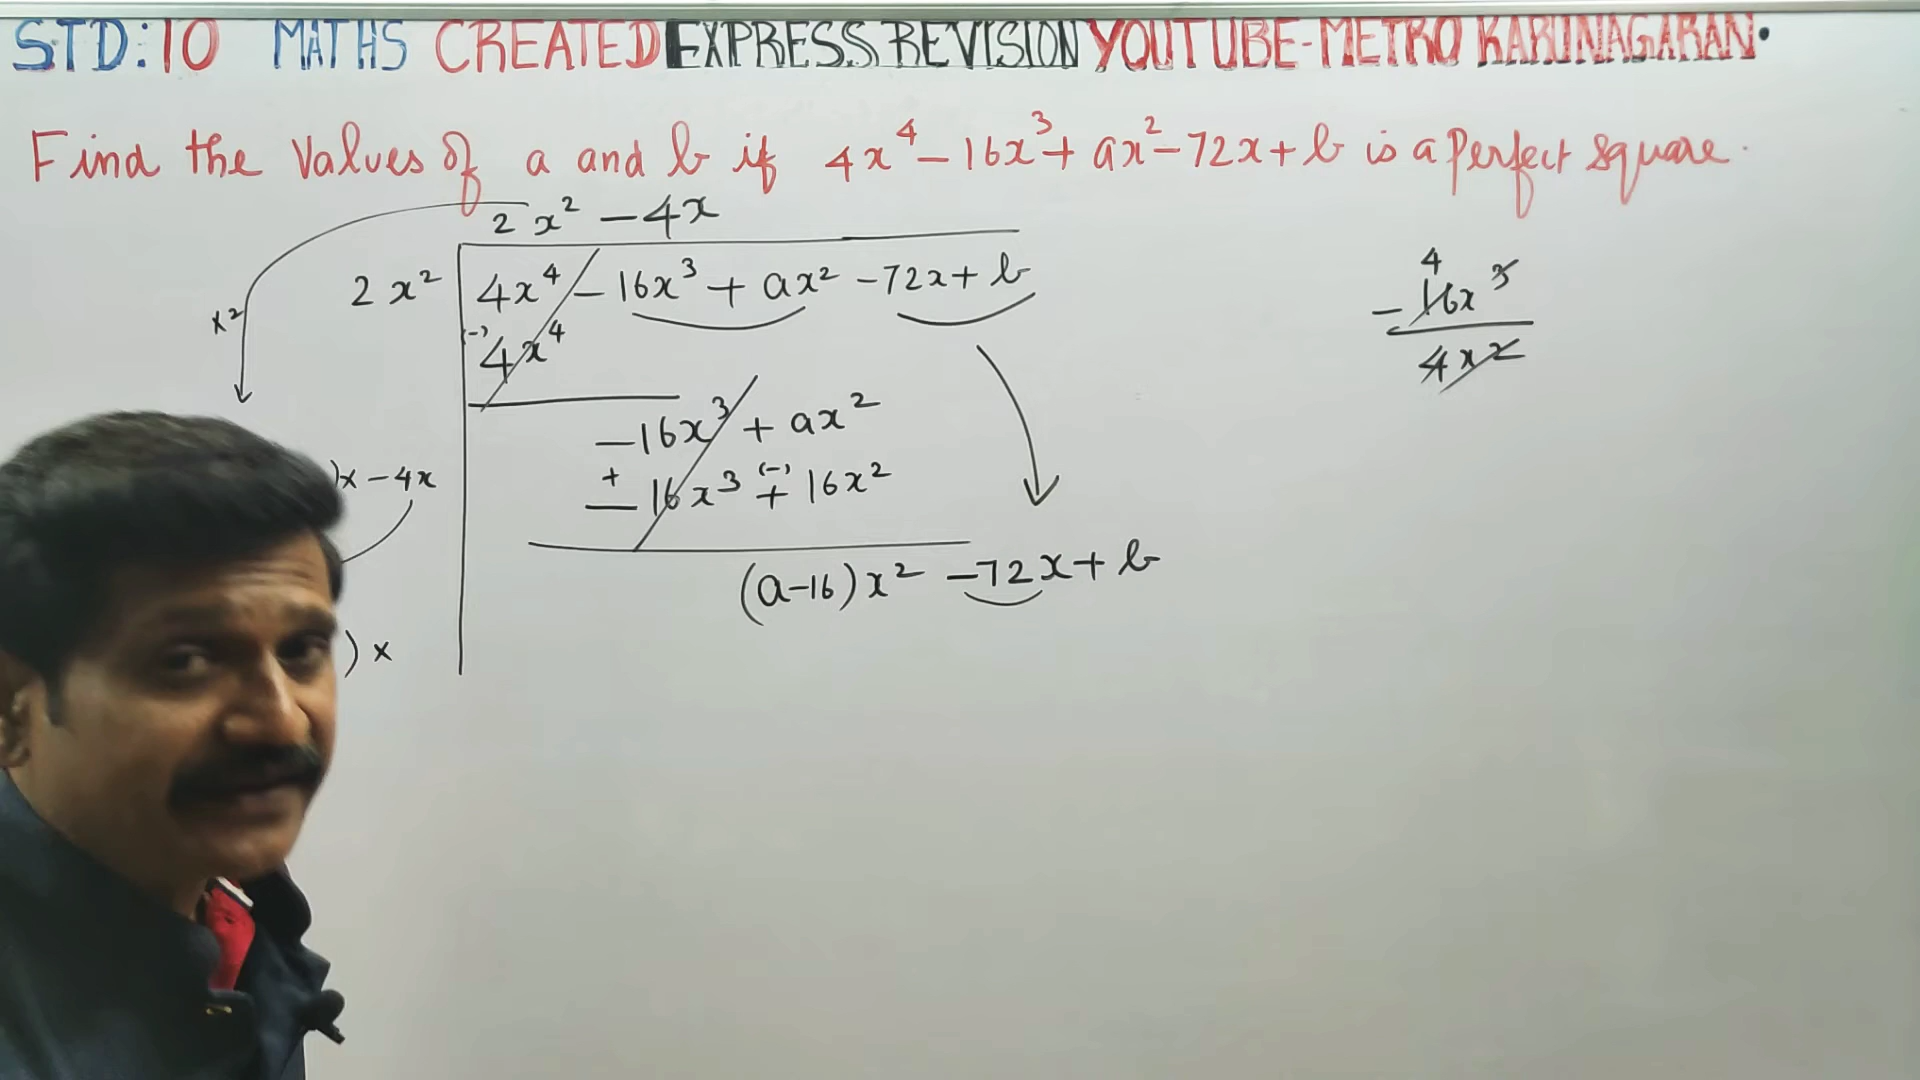 STD:10 MATHS CREATED EXPRESS REVISION YOUTUBE-METRO KARUNAGARAN.
Find the Values of a and b if 4x⁴ - 16x³ + ax² - 72x + b is a Perfect Square.
2x² - 4x
2x² 4x⁴ - 16x³ + ax² - 72x + b
(-) 4x⁴
x2
-16x³ + ax²
+ (-)
-16x³ + 16x²
)x - 4x
(a-16)x² - 72x + b
)x
4
-16x³
4x2